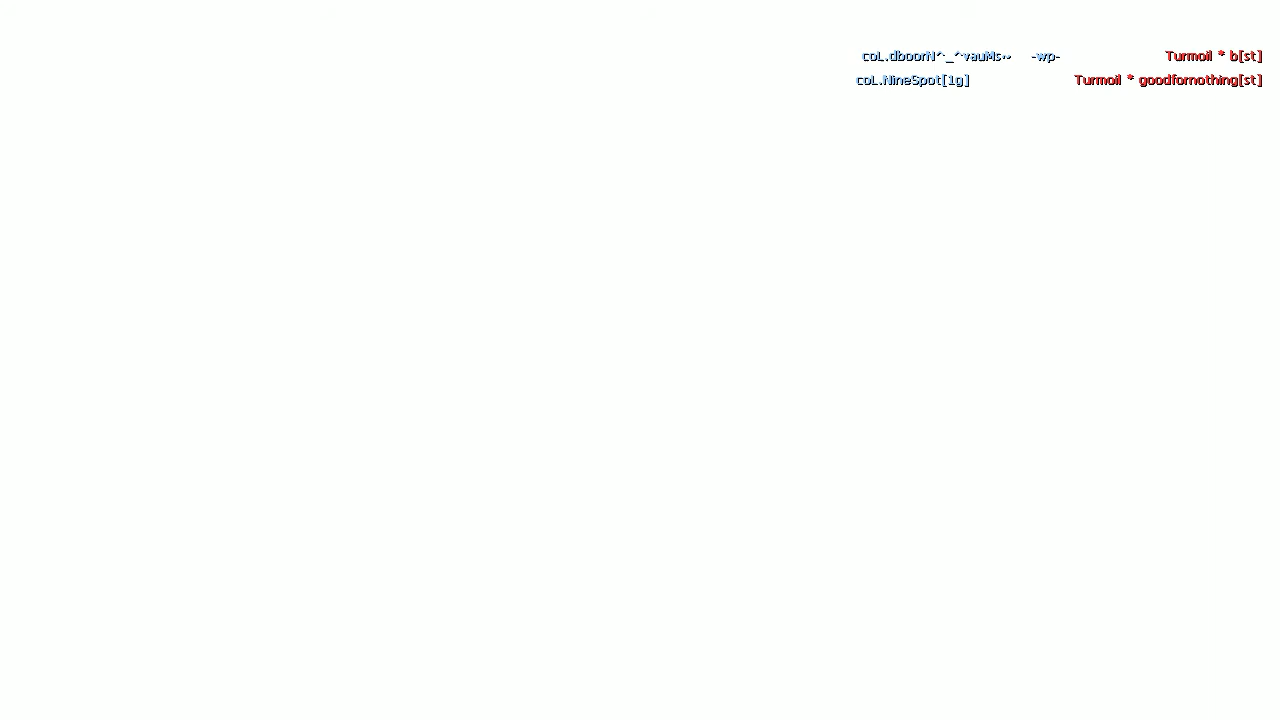 coL.dboorN^_^vauMs~ -wp- Turmoil * b[st]
coL.NineSpot[1g] Turmoil * goodfornothing[st]